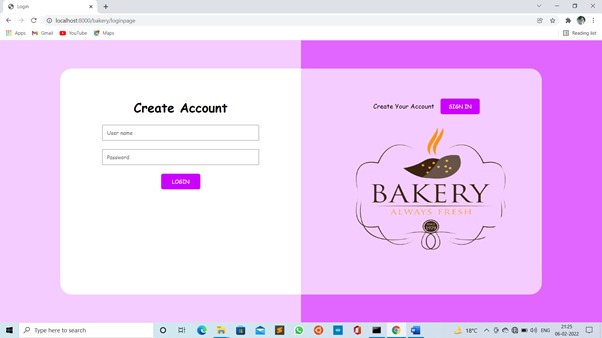 Login
localhost:8000/bakery/loginpage
Apps
Gmail
YouTube
Maps
Reading list
Create Account
User name
Password
LOGIN
Create Your Account
SIGN IN
BAKERY
ALWAYS FRESH
Type here to search
18°C
ENG
21:25
06-02-2022